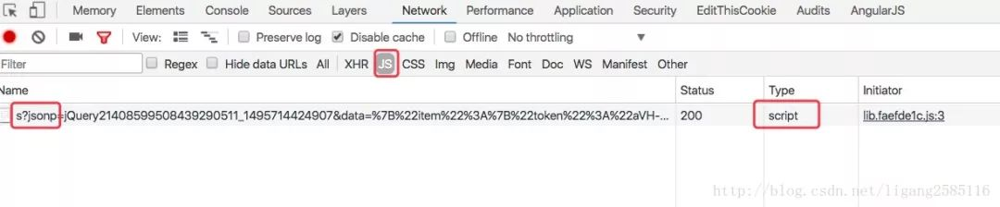 Memory Elements Console Sources Layers Network Performance Application Security EditThisCookie Audits AngularJS
View: Preserve log Disable cache Offline No throttling
Filter Regex Hide data URLs All XHR JS CSS Img Media Font Doc WS Manifest Other
Name Status Type Initiator
s?jsonp=jQuery21408599508439290511_1495714424907&data=%7B%22item%22%3A%7B%22token%22%3A%22aVH-... 200 script lib.faefde1c.js:3
http://blog.csdn.net/ligang2585116